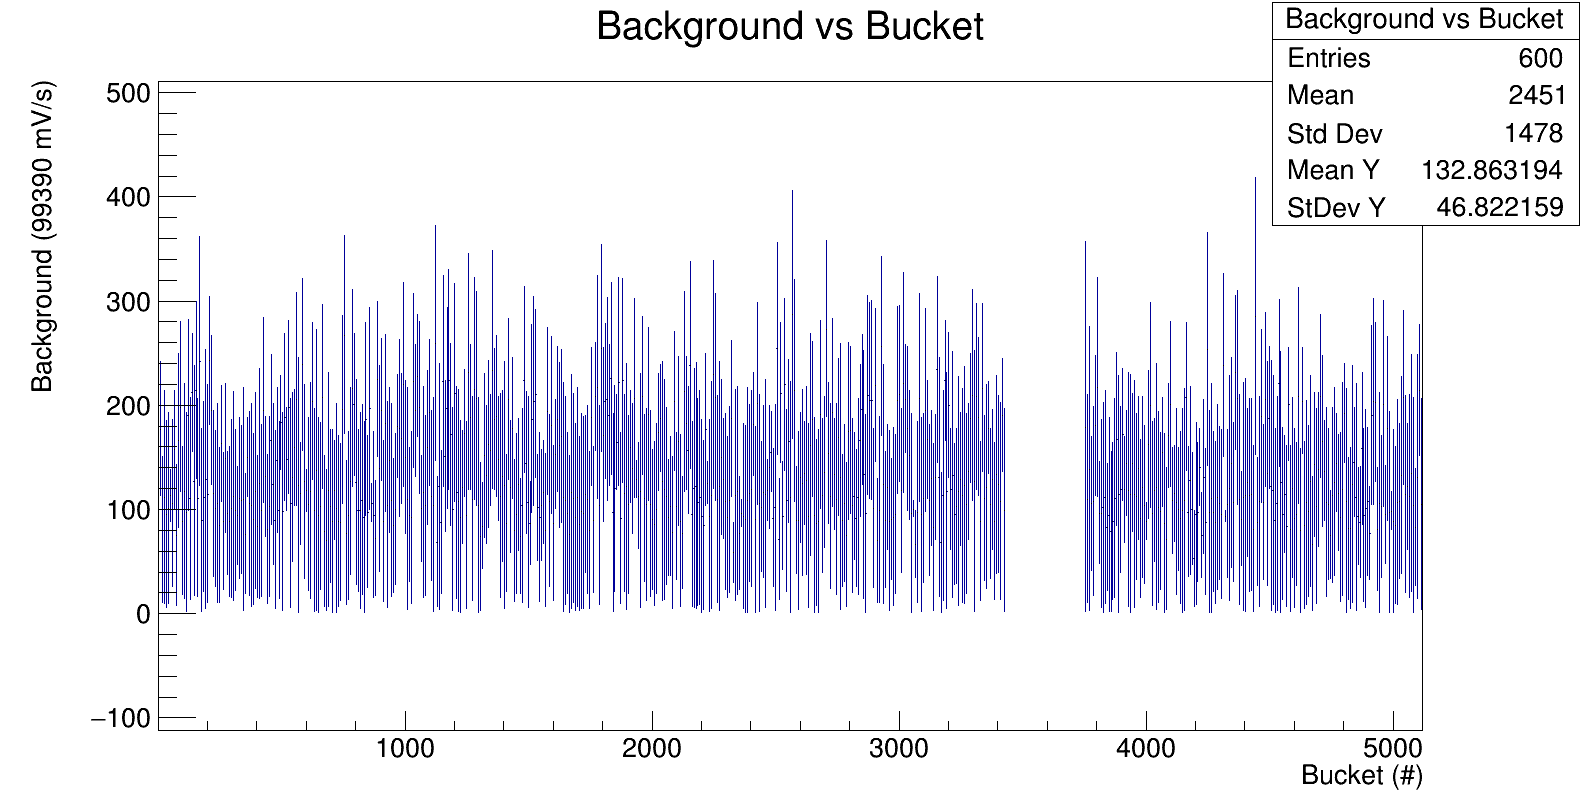 Background vs Bucket
Background vs Bucket
Entries 600
Mean 2451
Std Dev 1478
Mean Y 132.863194
StDev Y 46.822159
Background (99390 mV/s)
500
400
300
200
100
0
−100
1000 2000 3000 4000 5000
Bucket (#)